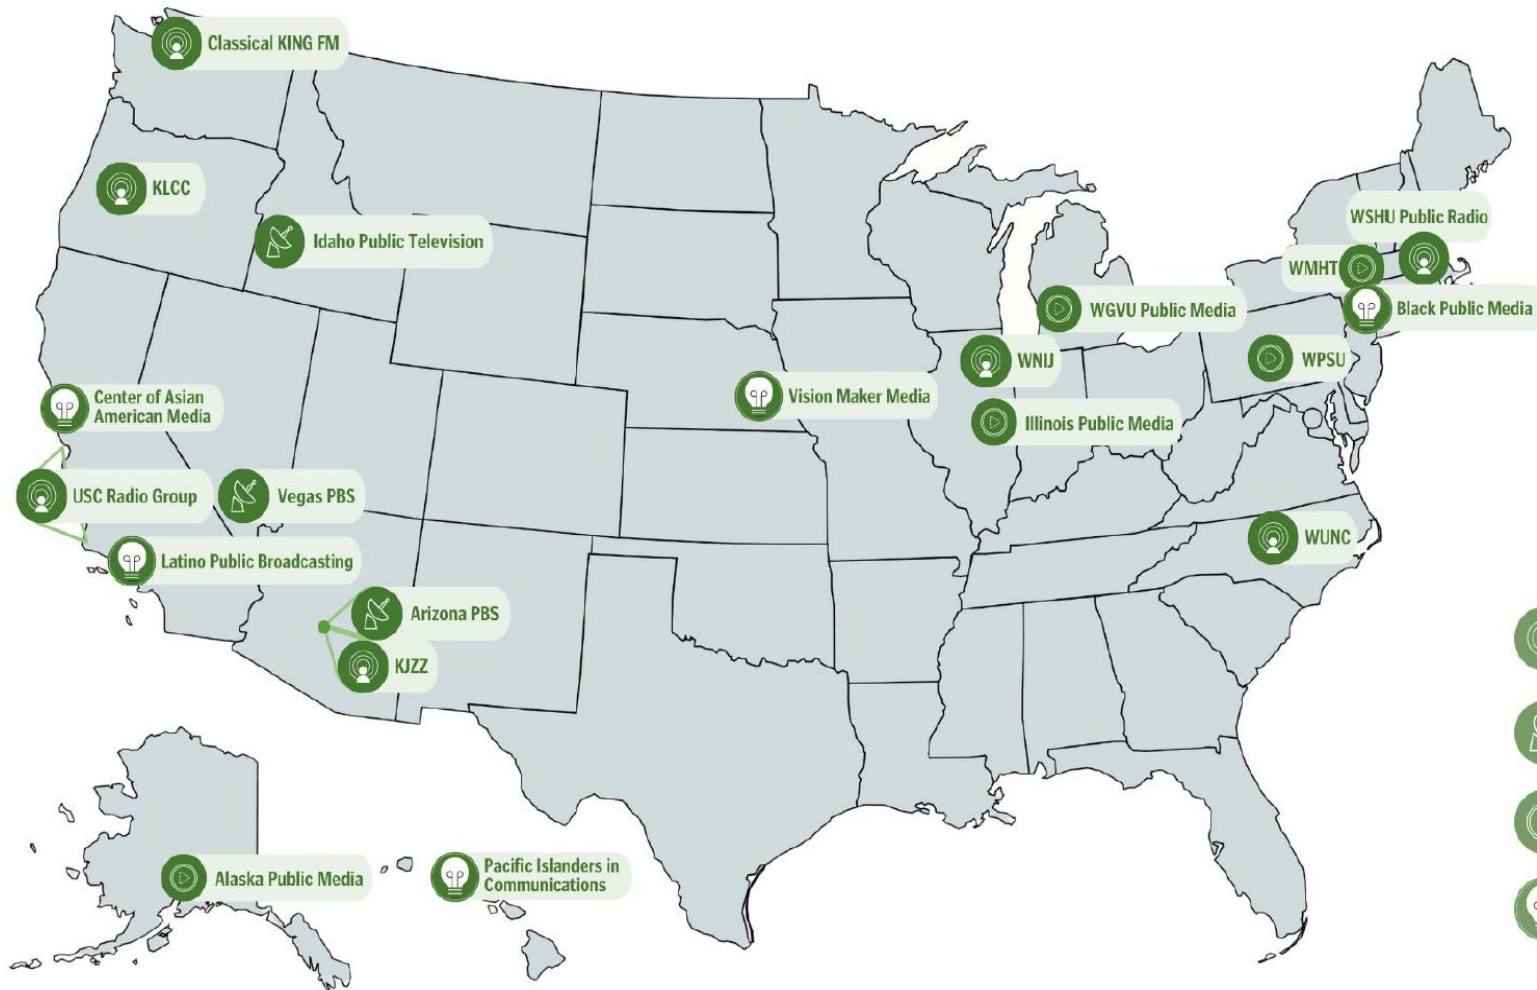 Classical KING FM
KLCC
Idaho Public Television
WSHU Public Radio
WMHT
WGVU Public Media
Black Public Media
WNIJ
WPSU
Center of Asian
American Media
Vision Maker Media
Illinois Public Media
USC Radio Group
Vegas PBS
WUNC
Latino Public Broadcasting
Arizona PBS
KJZZ
Alaska Public Media
Pacific Islanders in
Communications